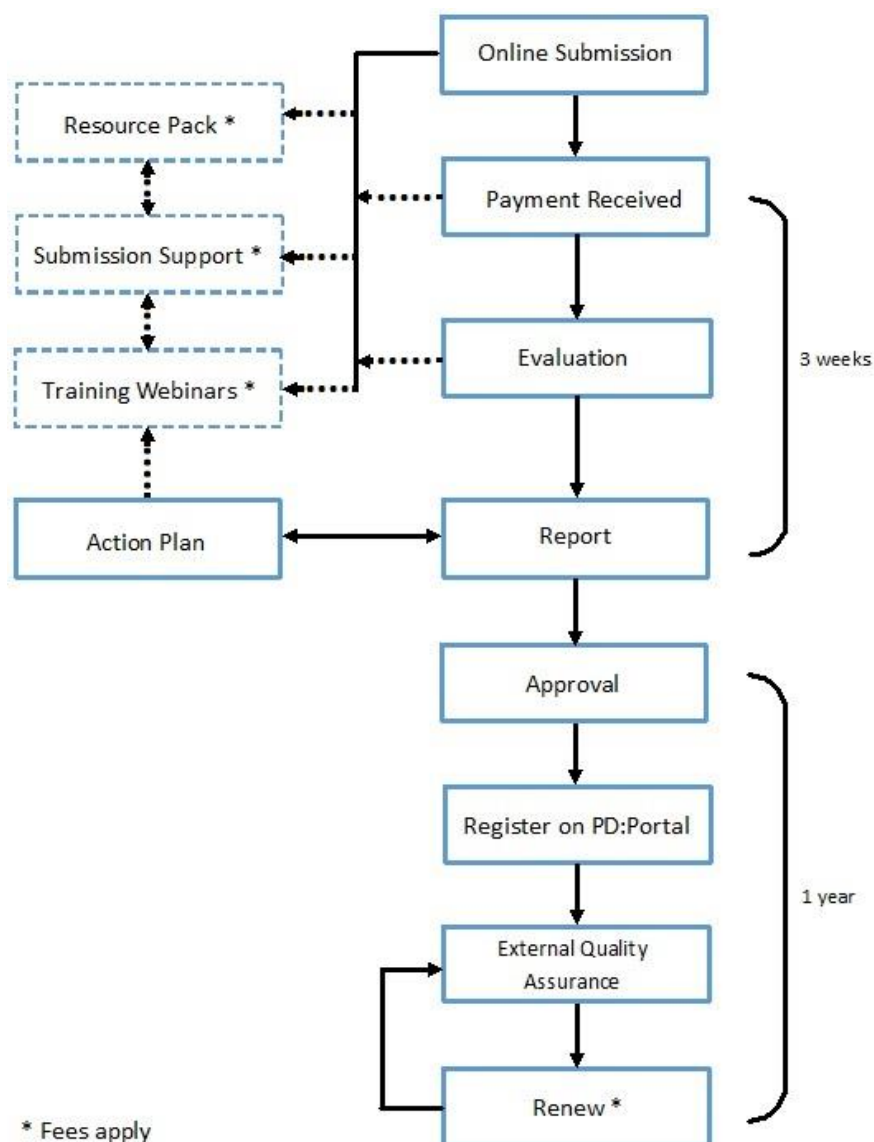 Online Submission
Resource Pack *
Payment Received
Submission Support *
Evaluation
3 weeks
Training Webinars *
Action Plan
Report
Approval
Register on PD:Portal
1 year
External Quality
Assurance
Renew *
* Fees apply